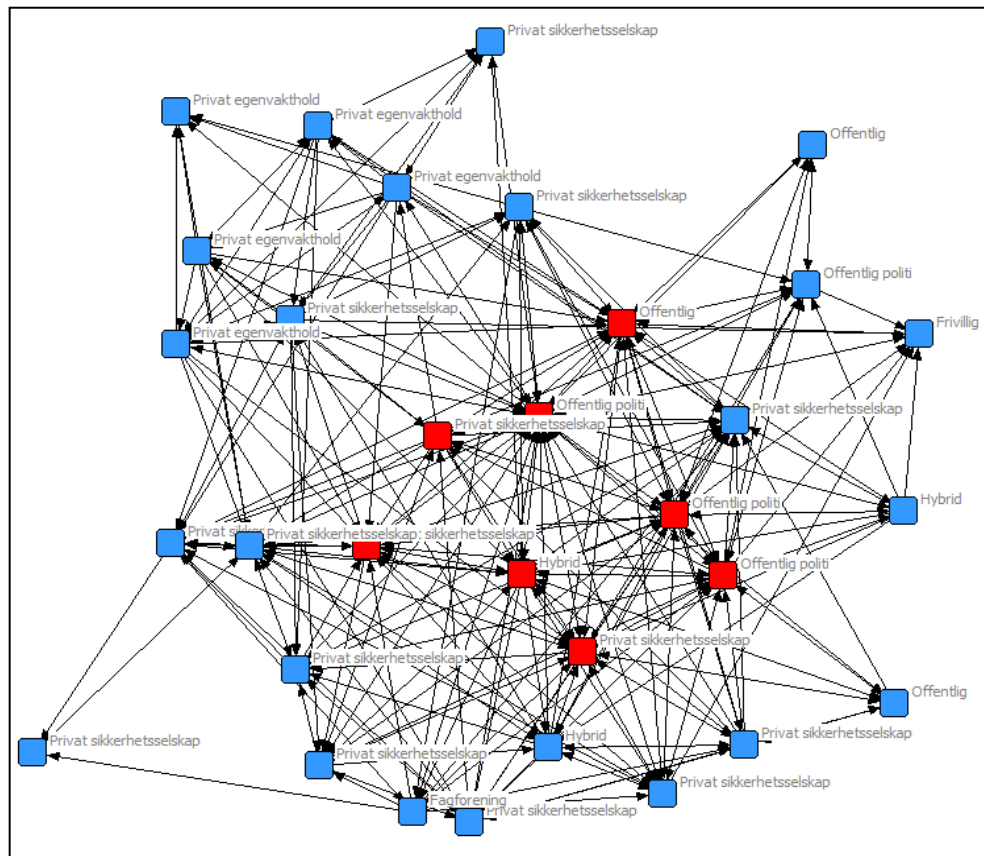 Privat sikkerhetsselskap
Privat egenvakthold
Privat egenvakthold
Offentlig
Privat egenvakthold
Privat sikkerhetsselskap
Privat egenvakthold
Offentlig politi
Privat sikkerhetsselskap
Offentlig
Frivillig
Privat egenvakthold
Offentlig politi
Privat sikkerhetsselskap
Privat sikkerhetsselskap
Offentlig politi
Hybrid
Privat
Privat sikkerhetsselskap
sikkerhetsselskap
Hybrid
Offentlig politi
Privat sikkerhetsselskap
Privat sikkerhetsselskap
Offentlig
Privat sikkerhetsselskap
Hybrid
Privat sikkerhetsselskap
Privat sikkerhetsselskap
Privat sikkerhetsselskap
Fagforening
Privat sikkerhetsselskap